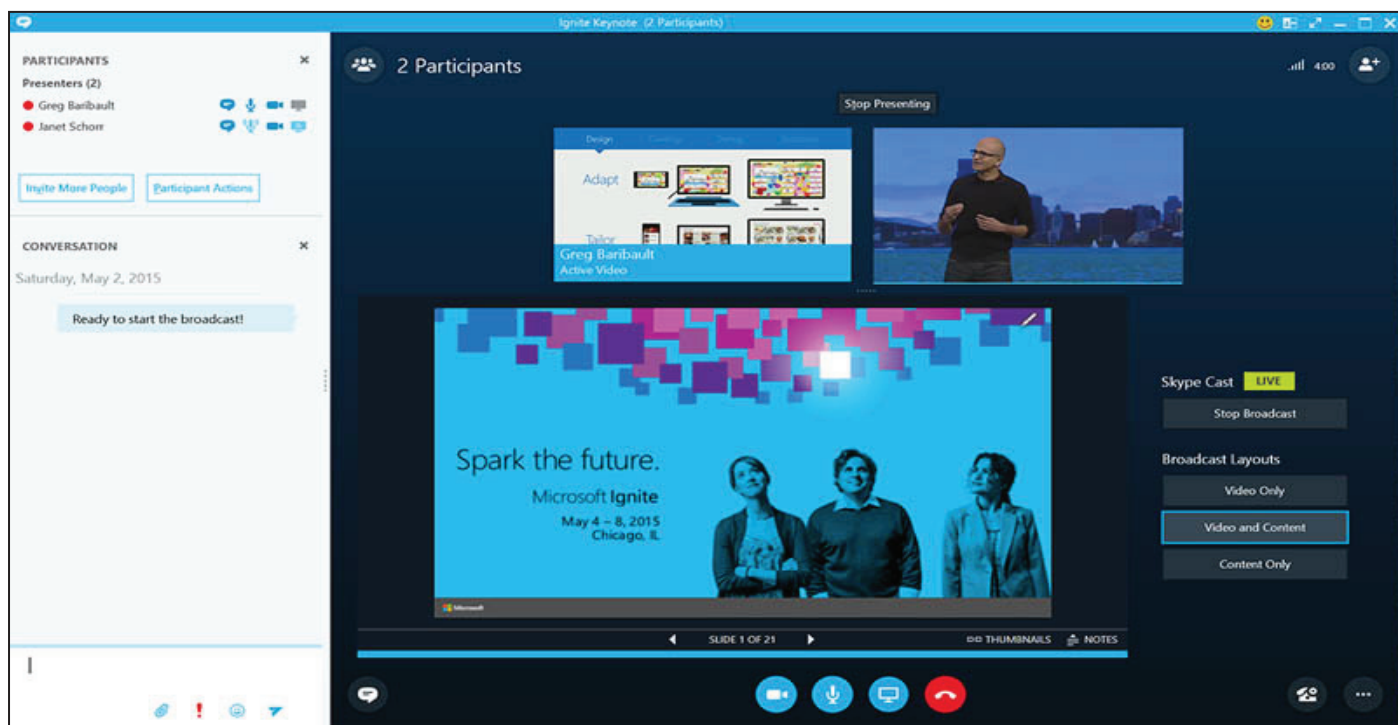 Ignite Keynote (2 Participants)
PARTICIPANTS
Presenters (2)
Greg Baribault
Janet Schorr
Invite More People
Participant Actions
CONVERSATION
Saturday, May 2, 2015
Ready to start the broadcast!
2 Participants
4:00
Stop Presenting
Design
Adapt
Tailor
Greg Baribault
Active Video
Spark the future.
Microsoft Ignite
May 4 – 8, 2015
Chicago, IL
Microsoft
SLIDE 1 OF 21
THUMBNAILS
NOTES
Skype Cast LIVE
Stop Broadcast
Broadcast Layouts
Video Only
Video and Content
Content Only